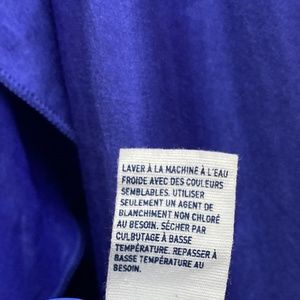 LAVER À LA MACHINE À L'EAU
FROIDE AVEC DES COULEURS
SEMBLABLES. UTILISER
SEULEMENT UN AGENT DE
BLANCHIMENT NON CHLORÉ
AU BESOIN. SÉCHER PAR
CULBUTAGE À BASSE
TEMPÉRATURE. REPASSER À
BASSE TEMPÉRATURE AU
BESOIN.